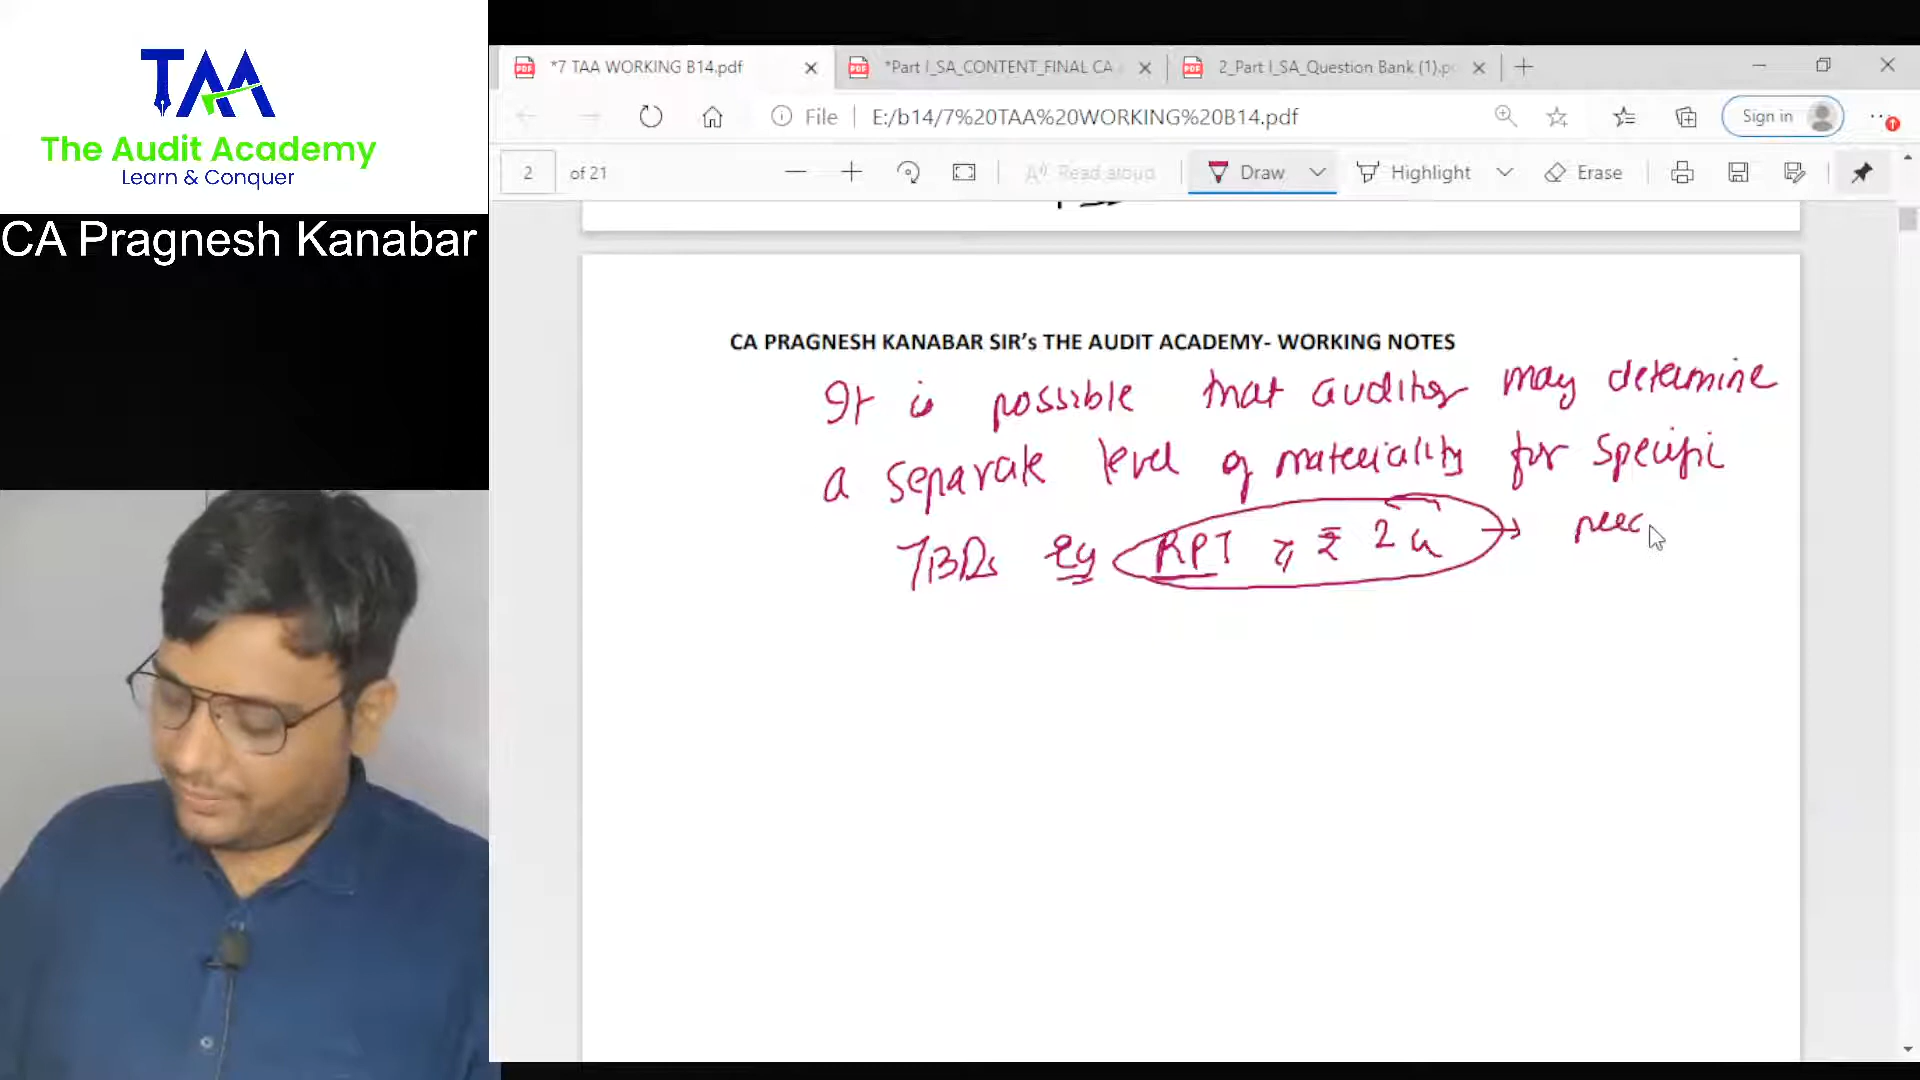 TAA
The Audit Academy
Learn & Conquer
CA Pragnesh Kanabar
*7 TAA WORKING B14.pdf
*Part I_SA_CONTENT_FINAL CA
2_Part I_SA_Question Bank (1).p
File
E:/b14/7%20TAA%20WORKING%20B14.pdf
Sign in
2 of 21
Read aloud
Draw
Highlight
Erase
CA PRAGNESH KANABAR SIR's THE AUDIT ACADEMY- WORKING NOTES
It is possible that auditor may determine
a separate level of materiality for specific
TBDs Eg RPT ≥ ₹ 2 → neec